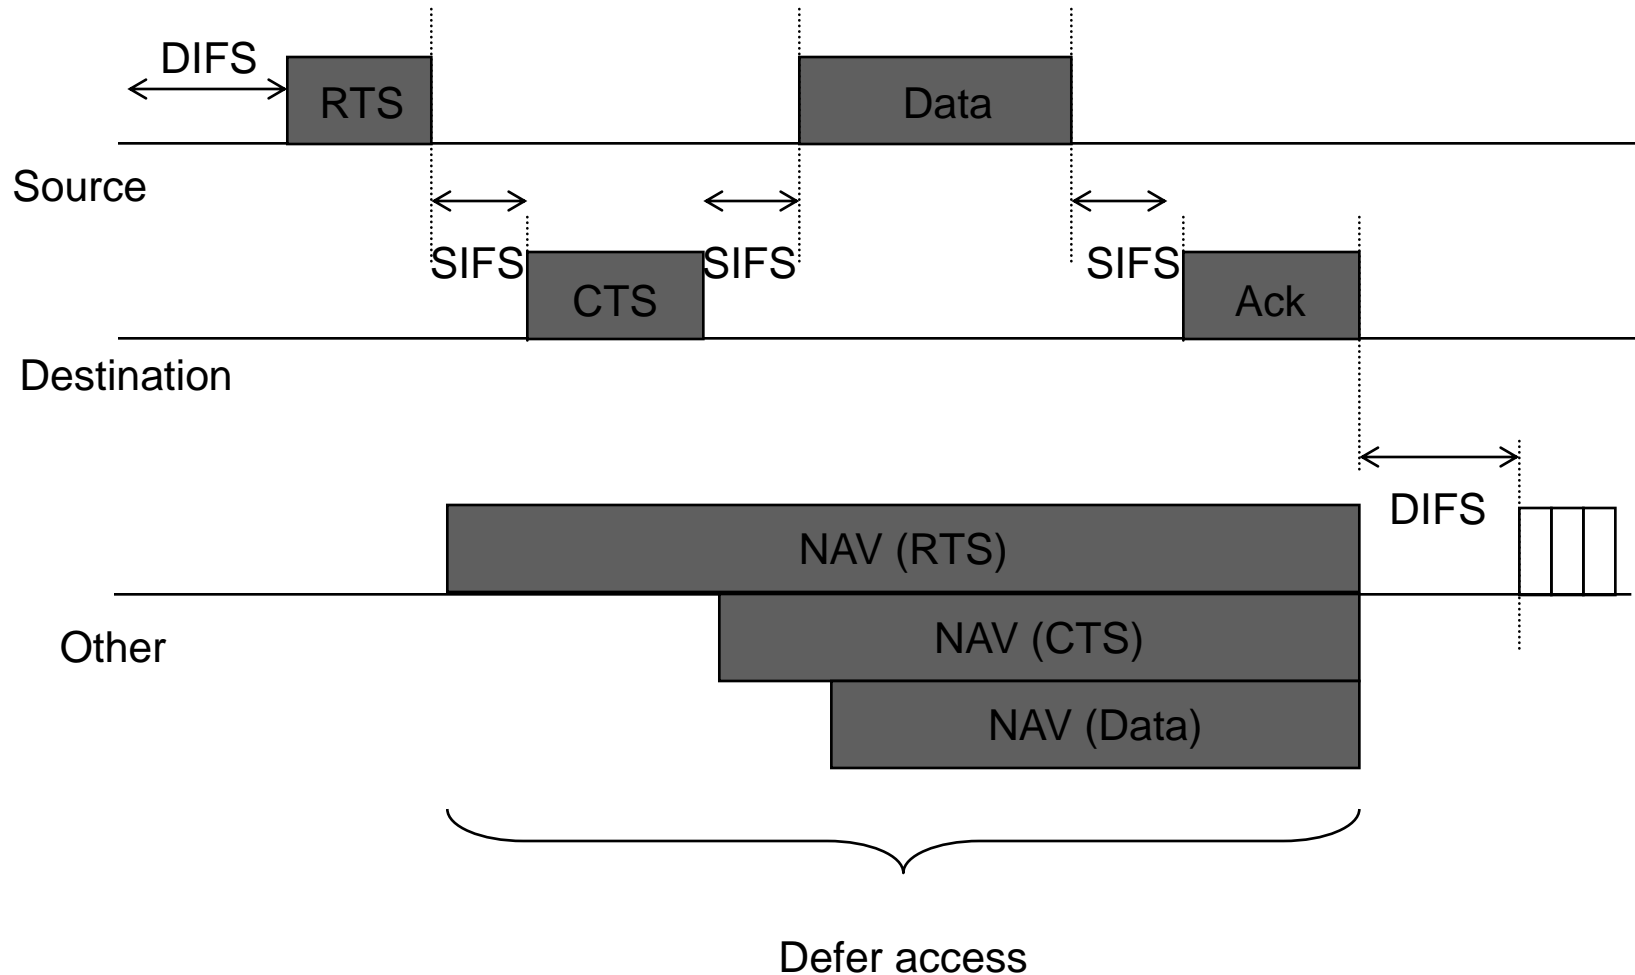 DIFS
RTS
Data
Source
SIFS
SIFS
SIFS
CTS
Ack
Destination
DIFS
NAV (RTS)
Other
NAV (CTS)
NAV (Data)
Defer access